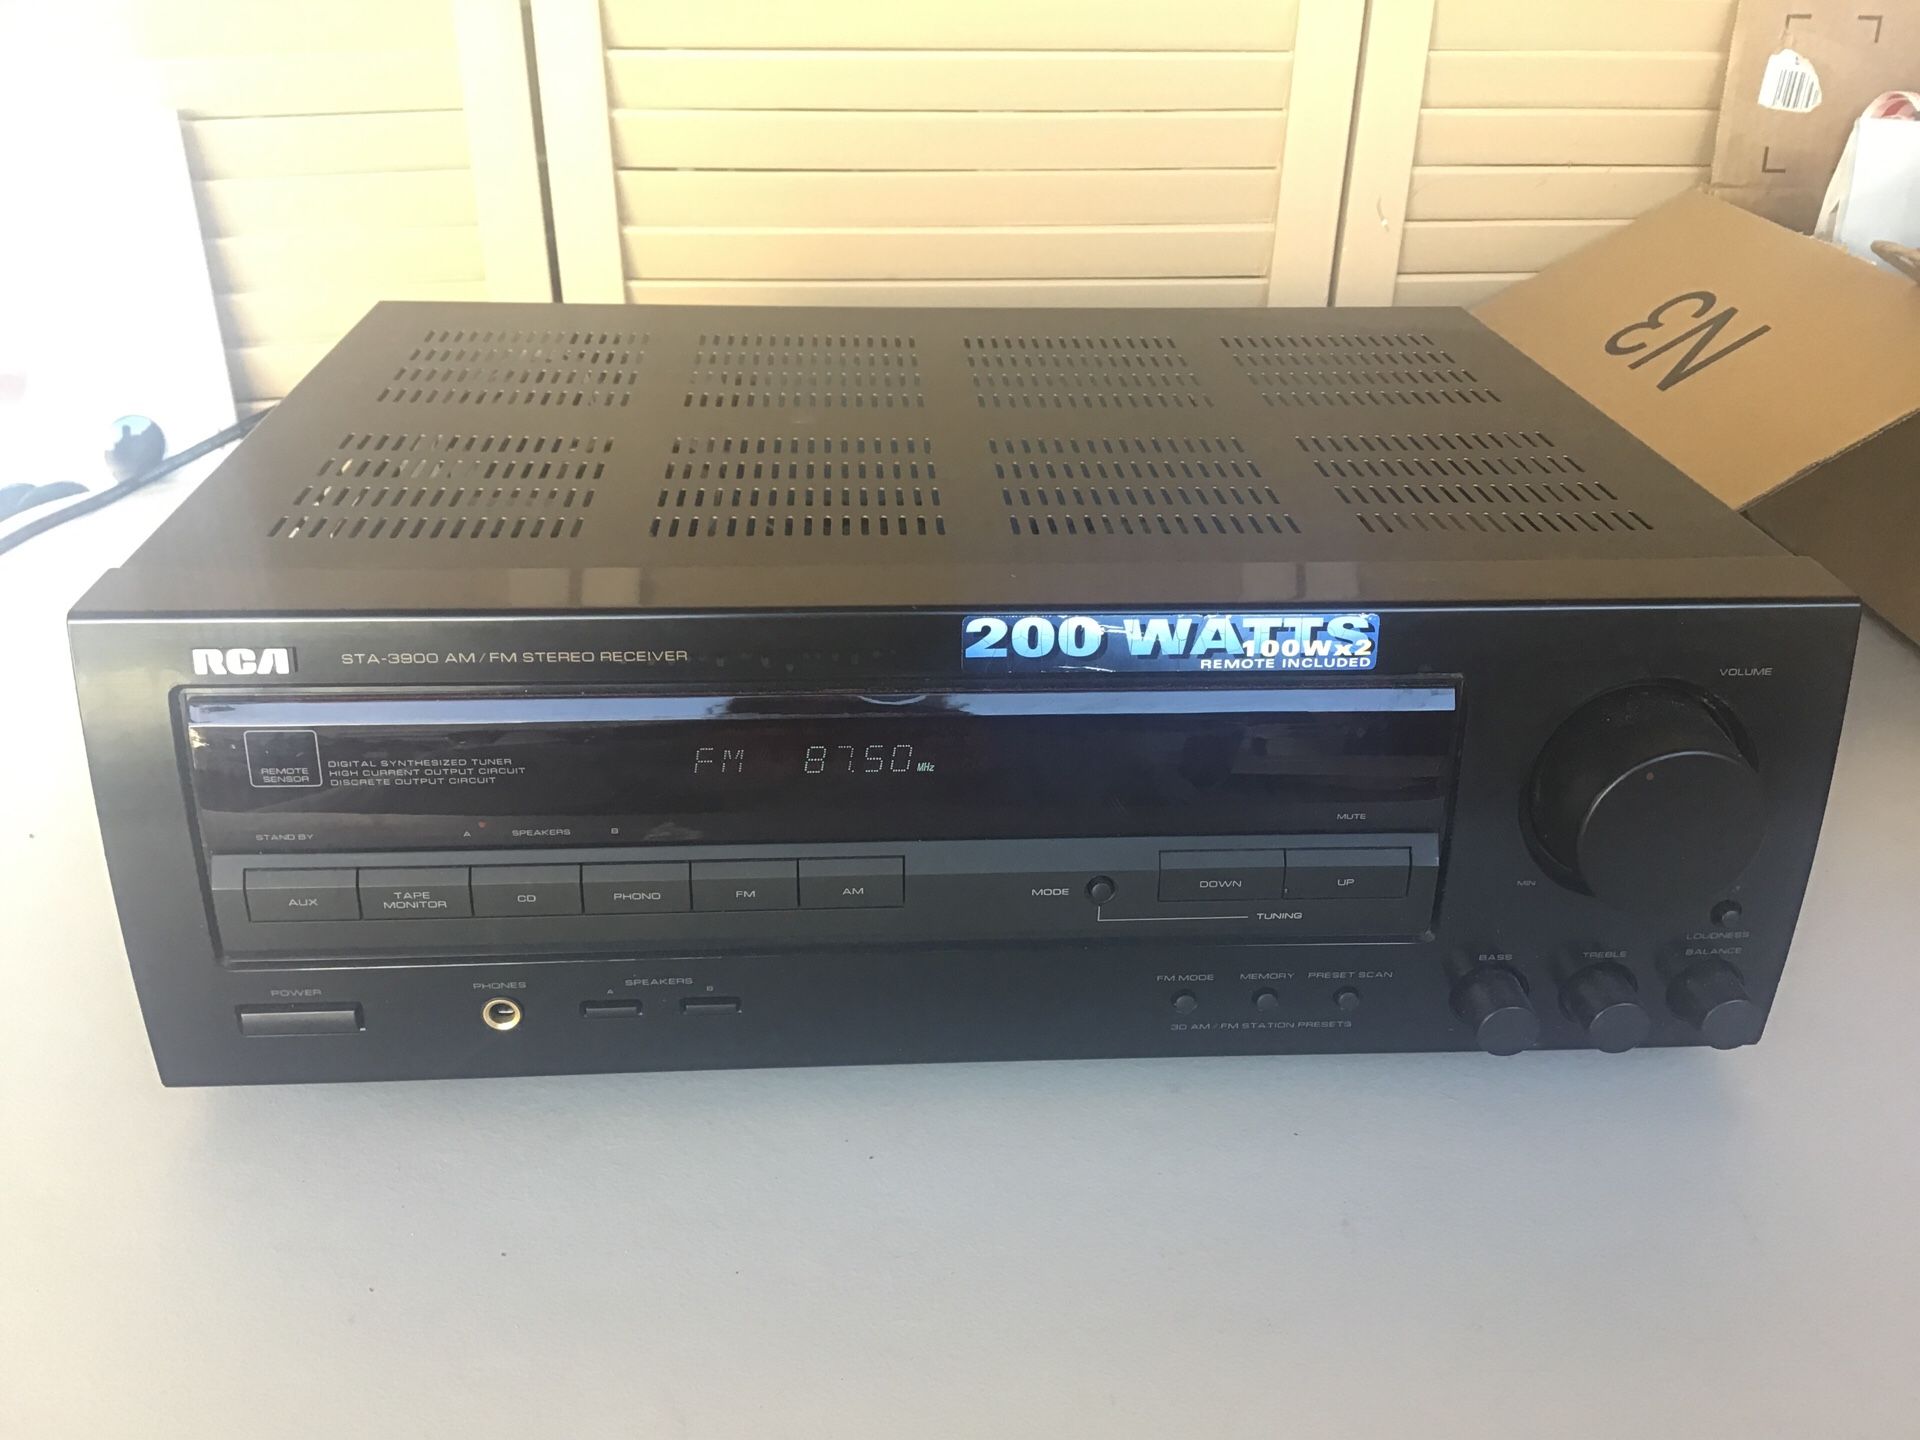 EN
RCA
STA-3900 AM/FM STEREO RECEIVER
200 WATTS
100Wx2
REMOTE INCLUDED
VOLUME
REMOTE
SENSOR
DIGITAL SYNTHESIZED TUNER
HIGH CURRENT OUTPUT CIRCUIT
DISCRETE OUTPUT CIRCUIT
FM 87.50 MHz
STAND BY
A SPEAKERS B
MUTE
AUX
TAPE
MONITOR
CD
PHONO
FM
AM
MODE
DOWN
UP
TUNING
MIN
LOUDNESS
BASS
TREBLE
BALANCE
POWER
PHONES
SPEAKERS
A B
FM MODE
MEMORY
PRESET SCAN
30 AM/FM STATION PRESETS